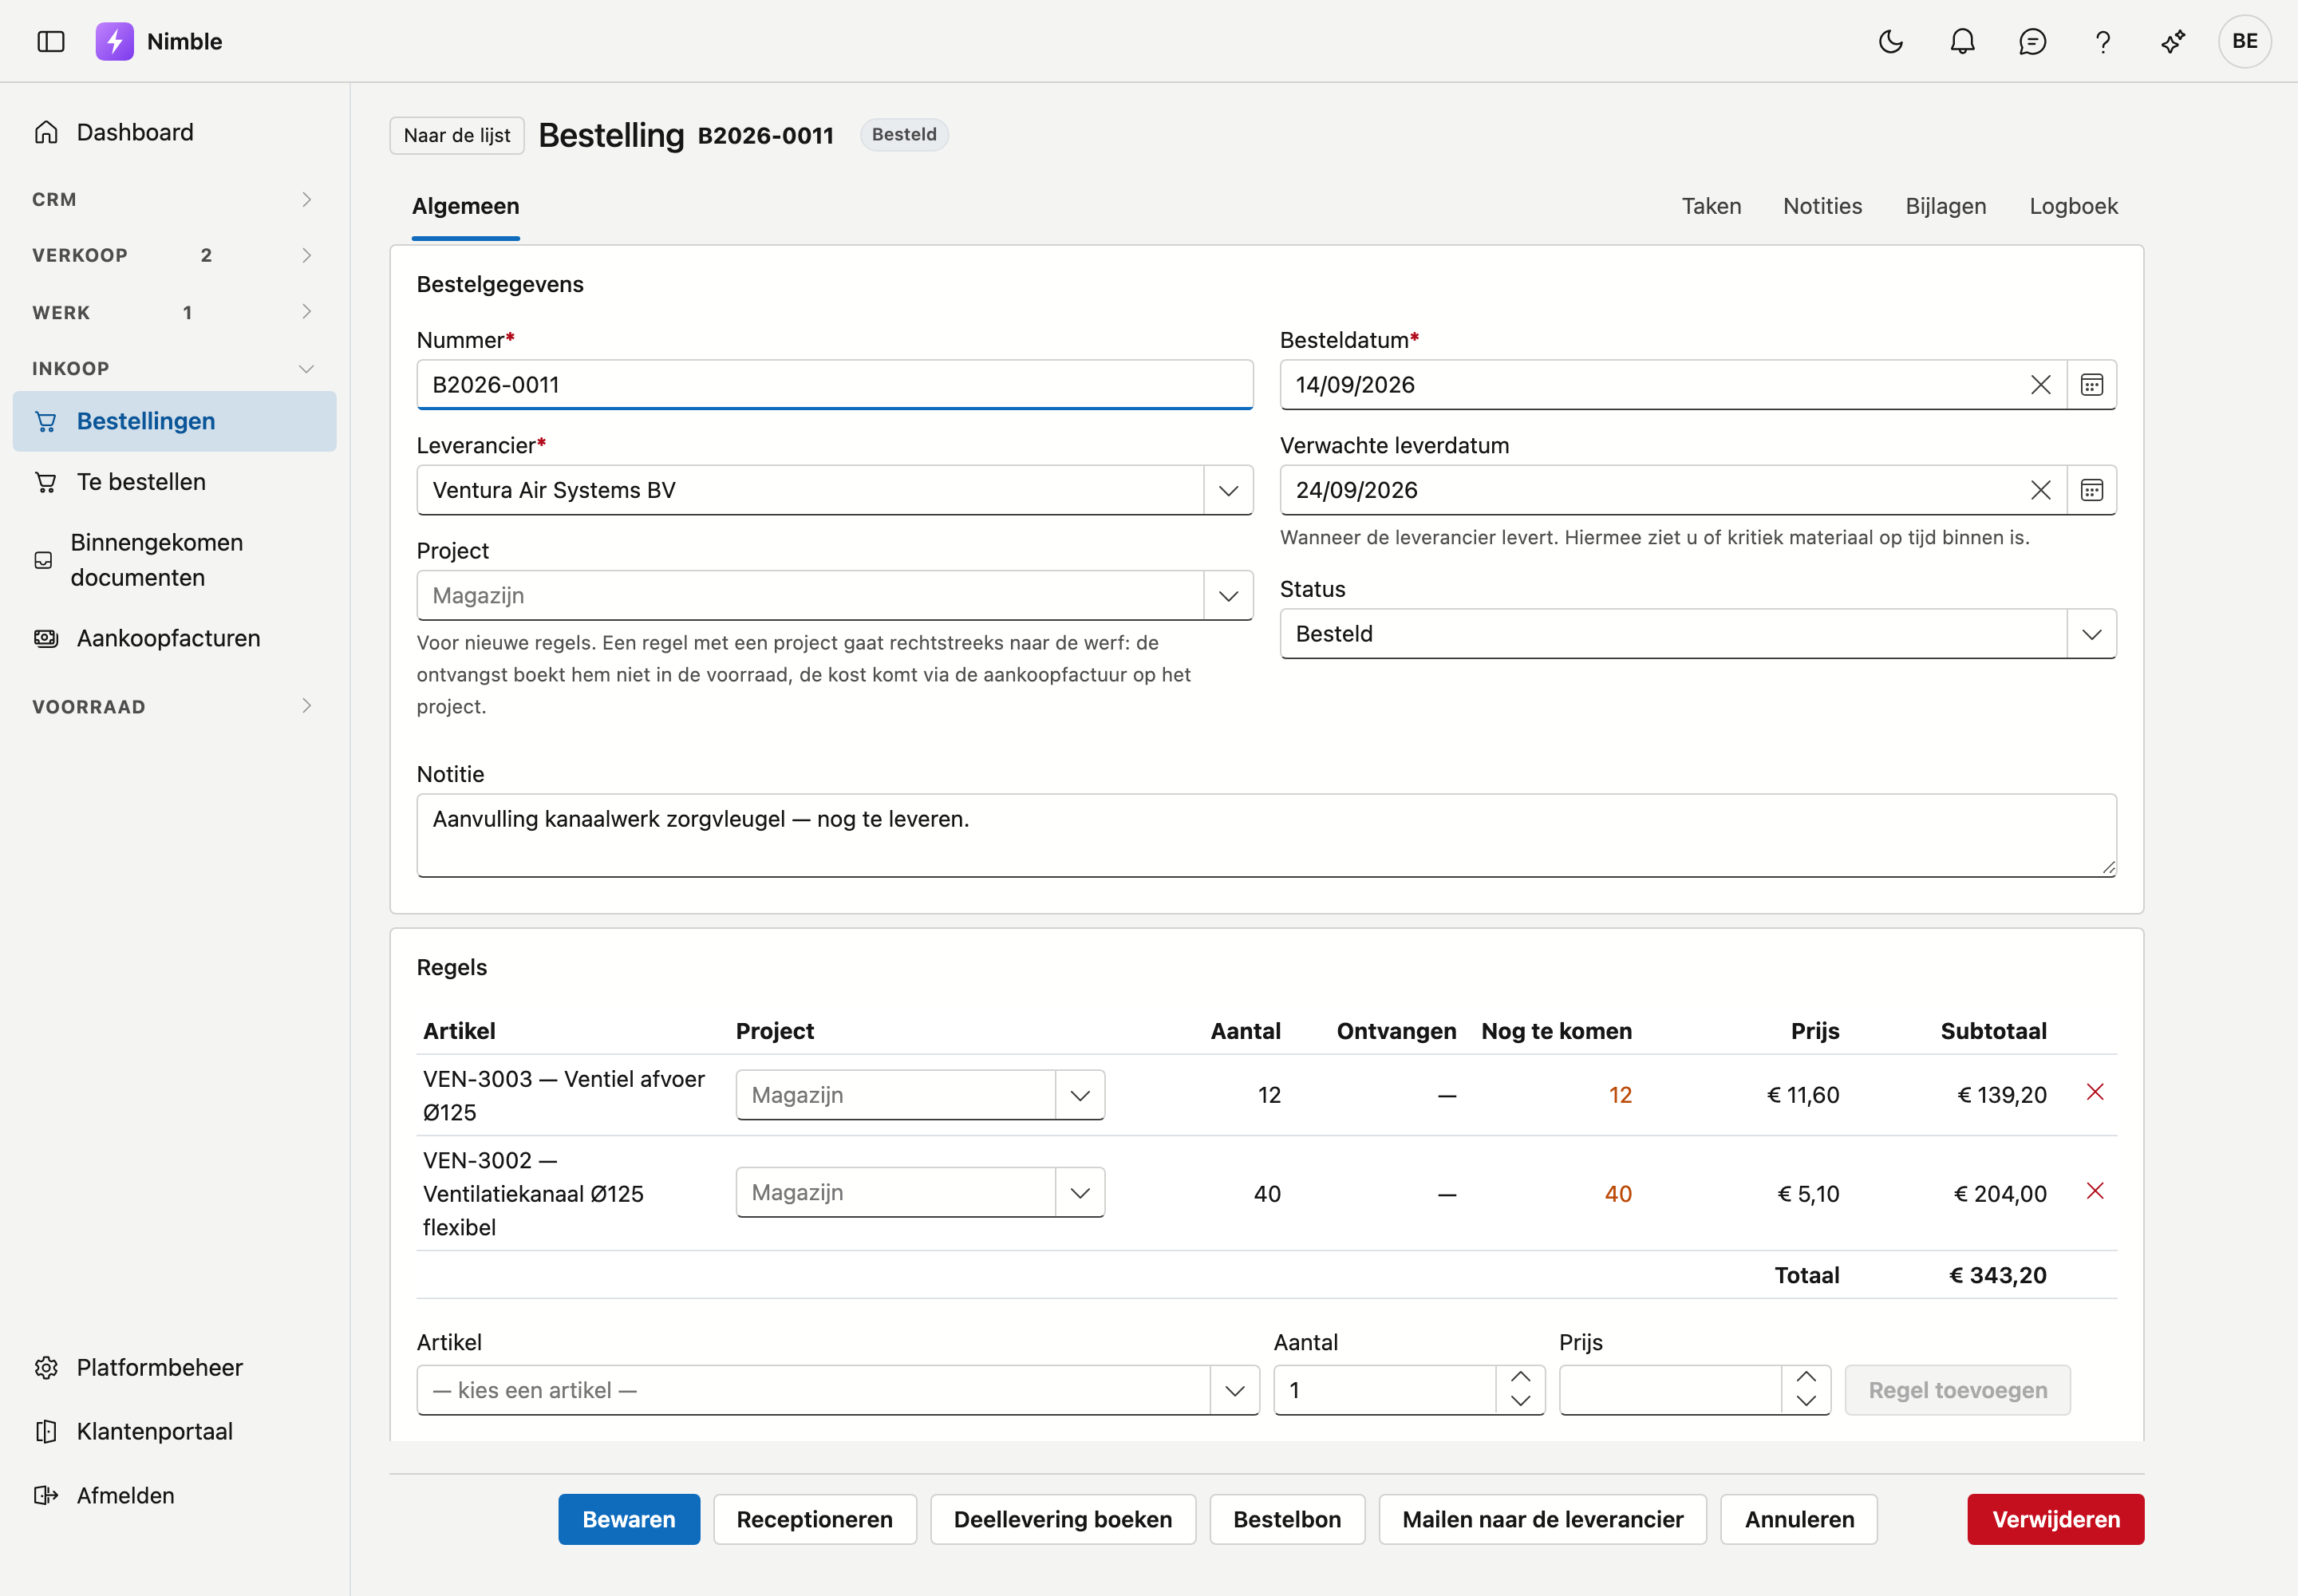 Nimble
BE
Dashboard
CRM
VERKOOP 2
WERK 1
INKOOP
Bestellingen
Te bestellen
Binnengekomen
documenten
Aankoopfacturen
VOORRAAD
Platformbeheer
Klantenportaal
Afmelden
Naar de lijst Bestelling B2026-0011 Besteld
Algemeen Taken Notities Bijlagen Logboek
Bestelgegevens
Nummer*
B2026-0011
Besteldatum*
14/09/2026
Leverancier*
Ventura Air Systems BV
Verwachte leverdatum
24/09/2026
Wanneer de leverancier levert. Hiermee ziet u of kritiek materiaal op tijd binnen is.
Project
Magazijn
Voor nieuwe regels. Een regel met een project gaat rechtstreeks naar de werf: de
ontvangst boekt hem niet in de voorraad, de kost komt via de aankoopfactuur op het
project.
Status
Besteld
Notitie
Aanvulling kanaalwerk zorgvleugel — nog te leveren.
Regels
Artikel Project Aantal Ontvangen Nog te komen Prijs Subtotaal
VEN-3003 — Ventiel afvoer
Ø125
Magazijn 12 — 12 € 11,60 € 139,20
VEN-3002 —
Ventilatiekanaal Ø125
flexibel
Magazijn 40 — 40 € 5,10 € 204,00
Totaal € 343,20
Artikel Aantal Prijs
— kies een artikel — 1 Regel toevoegen
Bewaren Receptioneren Deellevering boeken Bestelbon Mailen naar de leverancier Annuleren Verwijderen